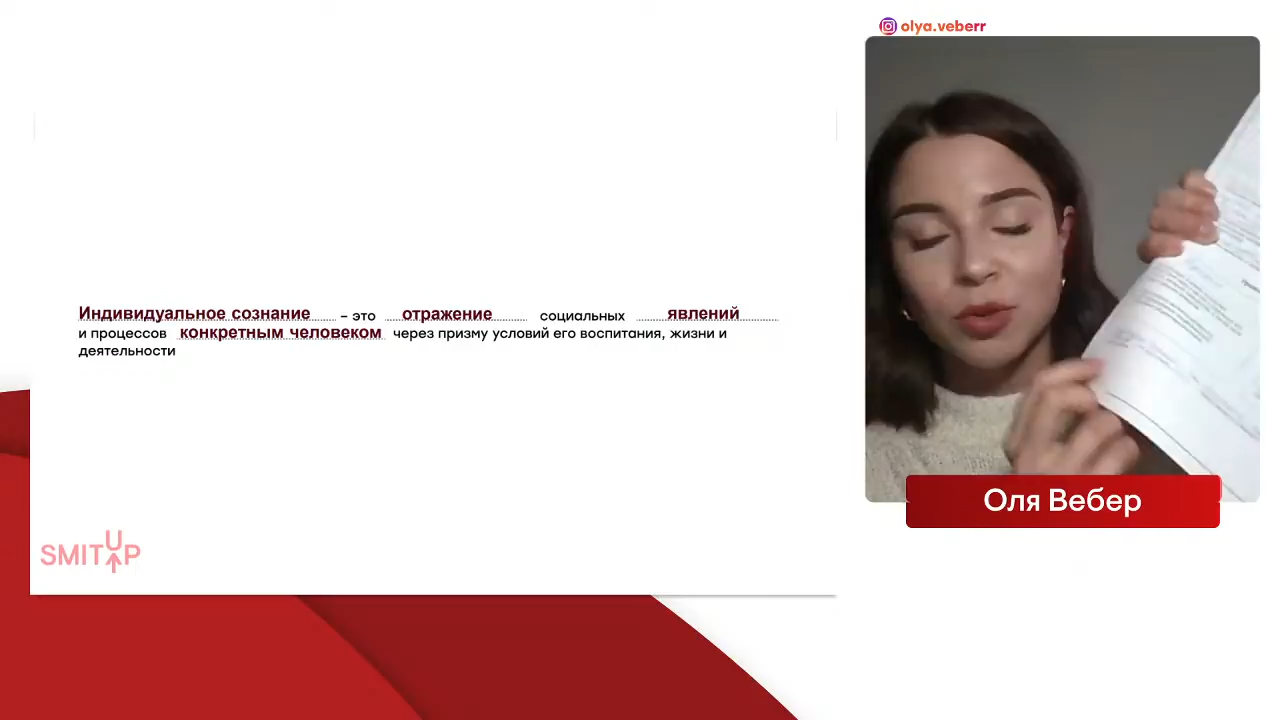 olya.veberr
Индивидуальное сознание – это отражение социальных явлений
и процессов конкретным человеком через призму условий его воспитания, жизни и
деятельности
SMITUP
Оля Вебер